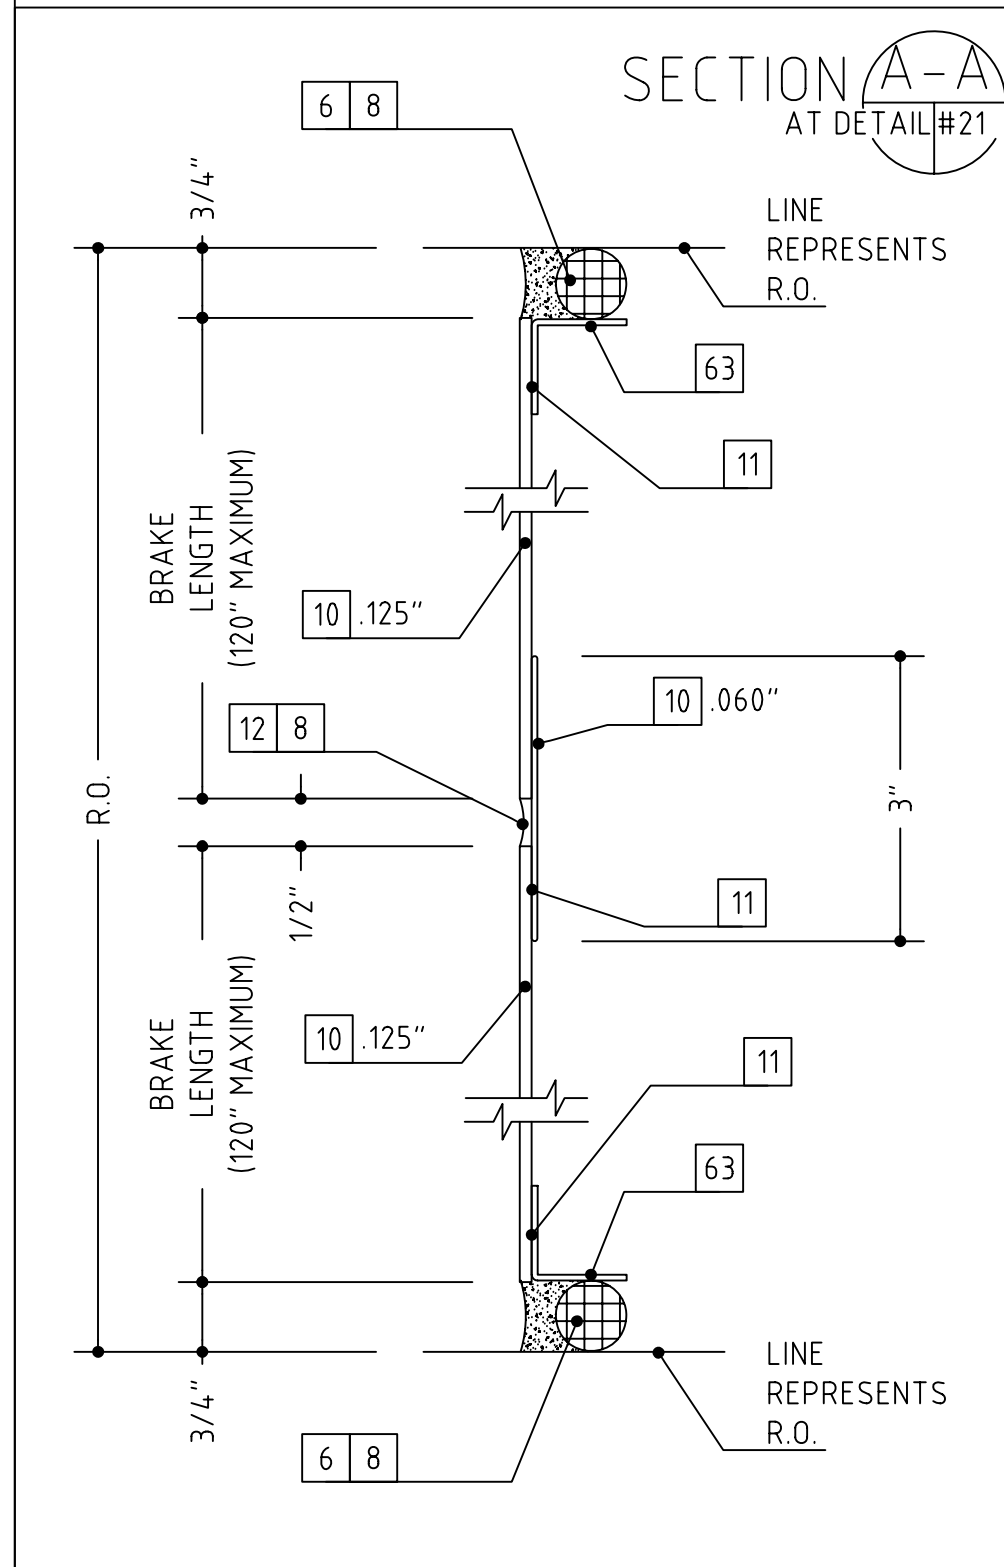 SECTION A-A
AT DETAIL #21
6 8
3/4"
LINE
REPRESENTS
R.O.
63
11
BRAKE
LENGTH
(120" MAXIMUM)
10 .125"
10 .060"
12 8
R.O.
3"
1/2"
11
BRAKE
LENGTH
(120" MAXIMUM)
10 .125"
11
63
3/4"
LINE
REPRESENTS
R.O.
6 8